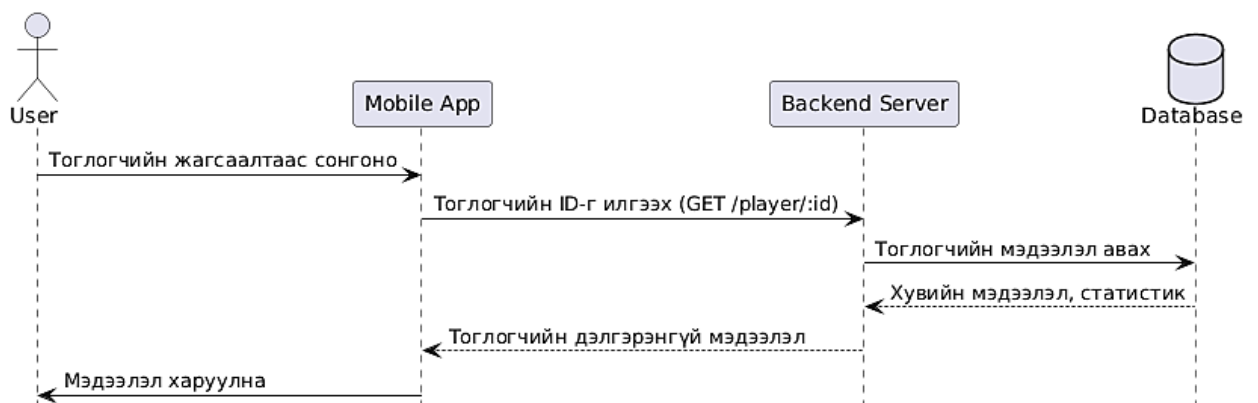 User
Mobile App
Backend Server
Database
Тоглогчийн жагсаалтаас сонгоно
Тоглогчийн ID-г илгээх (GET /player/:id)
Тоглогчийн мэдээлэл авах
Хувийн мэдээлэл, статистик
Тоглогчийн дэлгэрэнгүй мэдээлэл
Мэдээлэл харуулна